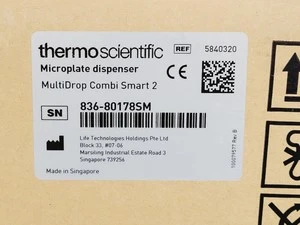 thermo scientific
REF 5840320
Microplate dispenser
MultiDrop Combi Smart 2
CE
SN 836-80178SM
Life Technologies Holdings Pte Ltd
Block 33, #07-06
Marsiling Industrial Estate Road 3
Singapore 739256
Made in Singapore